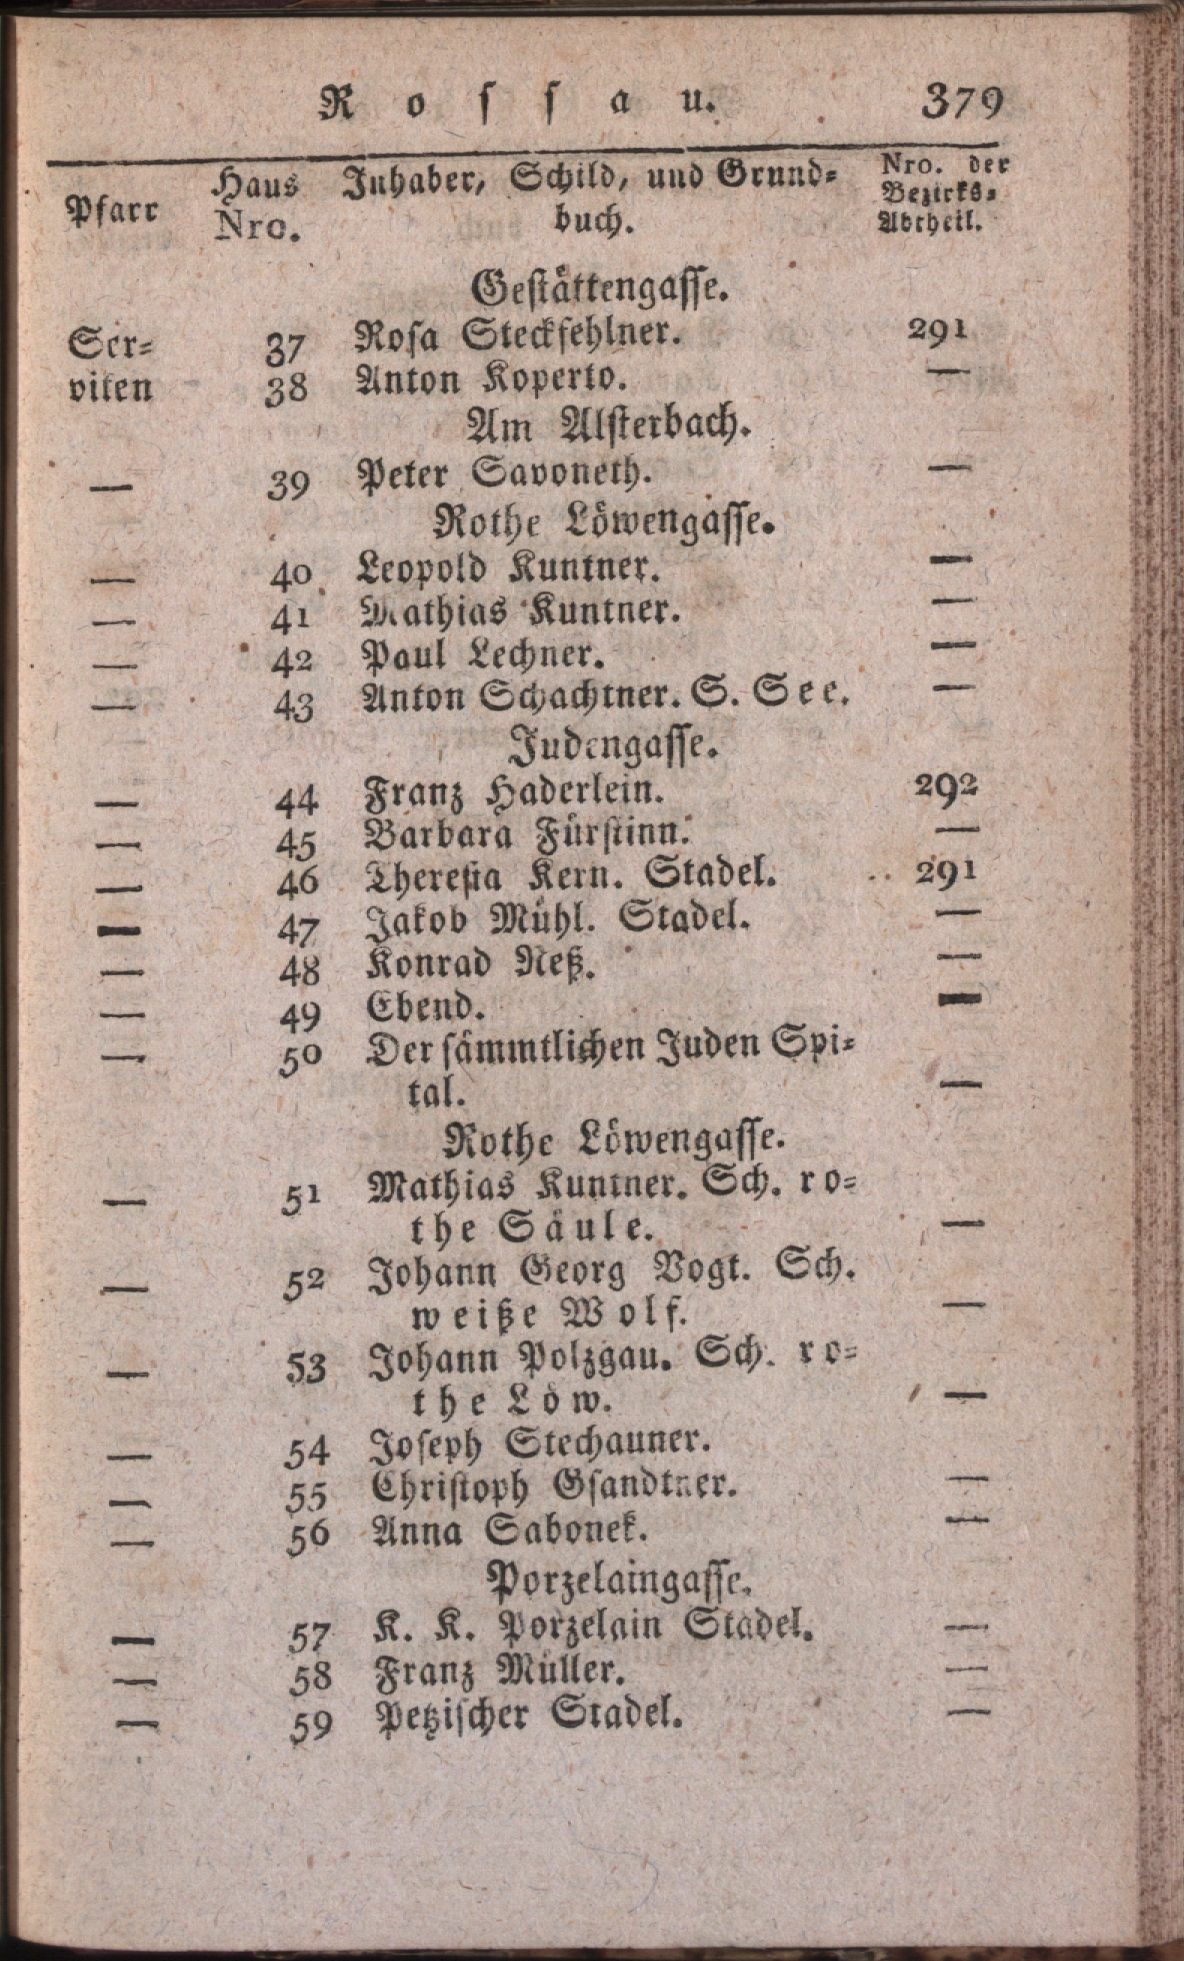 Rossau. 379
Pfarr Haus Nro. Inhaber, Schild, und Grund-
buch. Nro. der Bezirks-Abtheil.
Gestättengasse.
Ser- 37 Rosa Steckfehlner. 291
viten 38 Anton Koperto. —
Am Alsterbach.
— 39 Peter Savoneth. —
Rothe Löwengasse.
— 40 Leopold Kuntner. —
— 41 Mathias Kuntner. —
— 42 Paul Lechner. —
— 43 Anton Schachtner. S. See. —
Judengasse.
— 44 Franz Haderlein. 292
— 45 Barbara Fürstinn. —
— 46 Theresia Kern. Stadel. 291
— 47 Jakob Mühl. Stadel. —
— 48 Konrad Neß. —
— 49 Ebend. —
— 50 Der sämmtlichen Juden Spi-
tal. —
Rothe Löwengasse.
— 51 Mathias Kuntner. Sch. ro-
the Säule. —
— 52 Johann Georg Vogt. Sch.
weiße Wolf. —
— 53 Johann Polzgau. Sch. ro-
the Löw. —
— 54 Joseph Stechauner.
— 55 Christoph Gsandtner. —
— 56 Anna Sabonek. —
Porzelaingasse.
— 57 K. K. Porzelain Stadel. —
— 58 Franz Müller. —
— 59 Petzischer Stadel. —